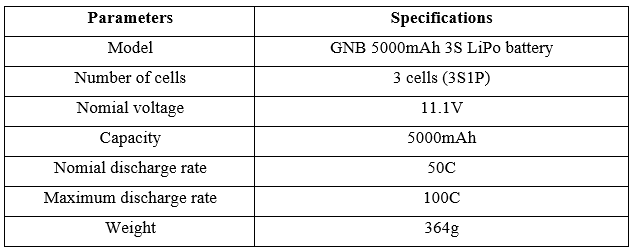 Parameters Specifications
Model GNB 5000mAh 3S LiPo battery
Number of cells 3 cells (3S1P)
Nomial voltage 11.1V
Capacity 5000mAh
Nomial discharge rate 50C
Maximum discharge rate 100C
Weight 364g